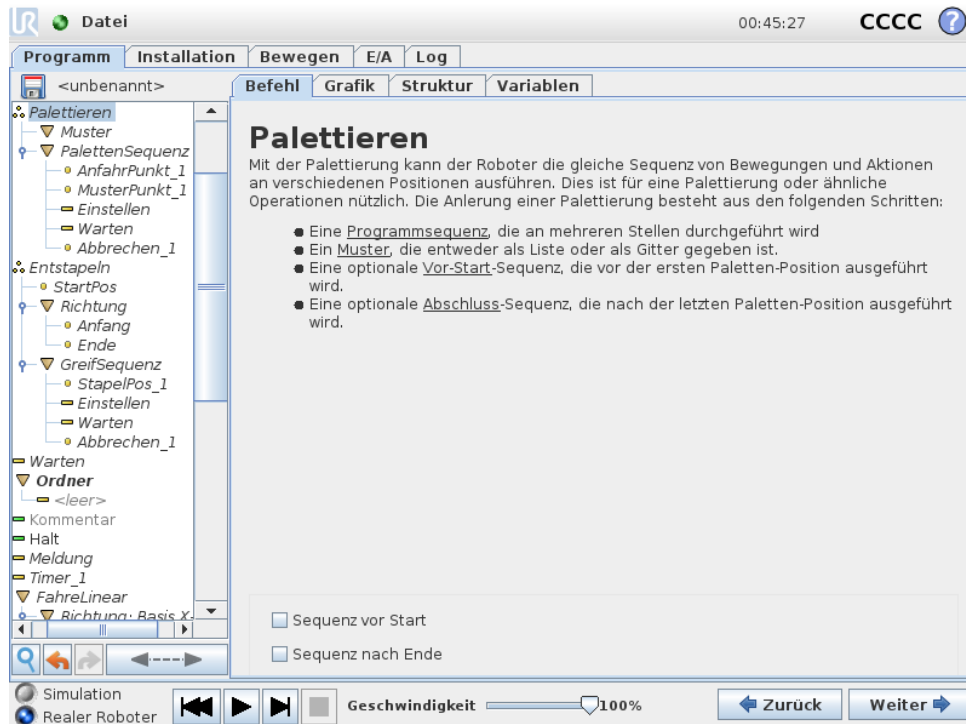 UR Datei 00:45:27 CCCC ?
Programm Installation Bewegen E/A Log
<unbenannt>
Befehl Grafik Struktur Variablen
Palettieren
Muster
PalettenSequenz
AnfahrPunkt_1
MusterPunkt_1
Einstellen
Warten
Abbrechen_1
Entstapeln
StartPos
Richtung
Anfang
Ende
GreifSequenz
StapelPos_1
Einstellen
Warten
Abbrechen_1
Warten
Ordner
<leer>
Kommentar
Halt
Meldung
Timer_1
FahreLinear
Richtung: Basis X-
Palettieren
Mit der Palettierung kann der Roboter die gleiche Sequenz von Bewegungen und Aktionen
an verschiedenen Positionen ausführen. Dies ist für eine Palettierung oder ähnliche
Operationen nützlich. Die Anlerung einer Palettierung besteht aus den folgenden Schritten:
Eine Programmsequenz, die an mehreren Stellen durchgeführt wird
Ein Muster, die entweder als Liste oder als Gitter gegeben ist.
Eine optionale Vor-Start-Sequenz, die vor der ersten Paletten-Position ausgeführt
wird.
Eine optionale Abschluss-Sequenz, die nach der letzten Paletten-Position ausgeführt
wird.
Sequenz vor Start
Sequenz nach Ende
Simulation
Realer Roboter
Geschwindigkeit 100%
Zurück Weiter